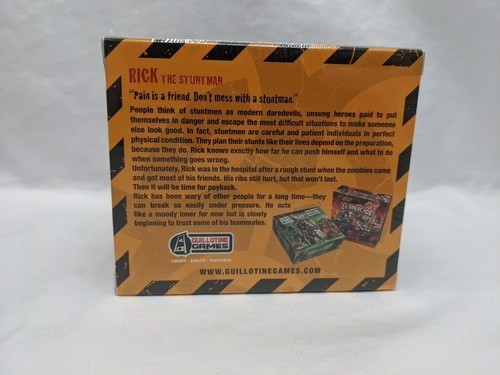 RICK THE STUNTMAN
"Pain is a friend. Don't mess with a stuntman."
People think of stuntmen as modern daredevils, unsung heroes paid to put
themselves in danger and escape the most difficult situations to make someone
else look good. In fact, stuntmen are careful and patient individuals in perfect
physical condition. They plan their stunts like their lives depend on the preparation,
because they do. Rick knows exactly how far he can push himself and what to do
when something goes wrong.
Unfortunately, Rick was in the hospital after a rough stunt when the zombies came
and got most of his friends. His ribs still hurt, but that won't last.
Then it will be time for payback.
Rick has been wary of other people for a long time—they
can break so easily under pressure. He acts
like a moody loner for now but is slowly
beginning to trust some of his teammates.
GUILLOTINE
GAMES
WWW.GUILLOTINEGAMES.COM